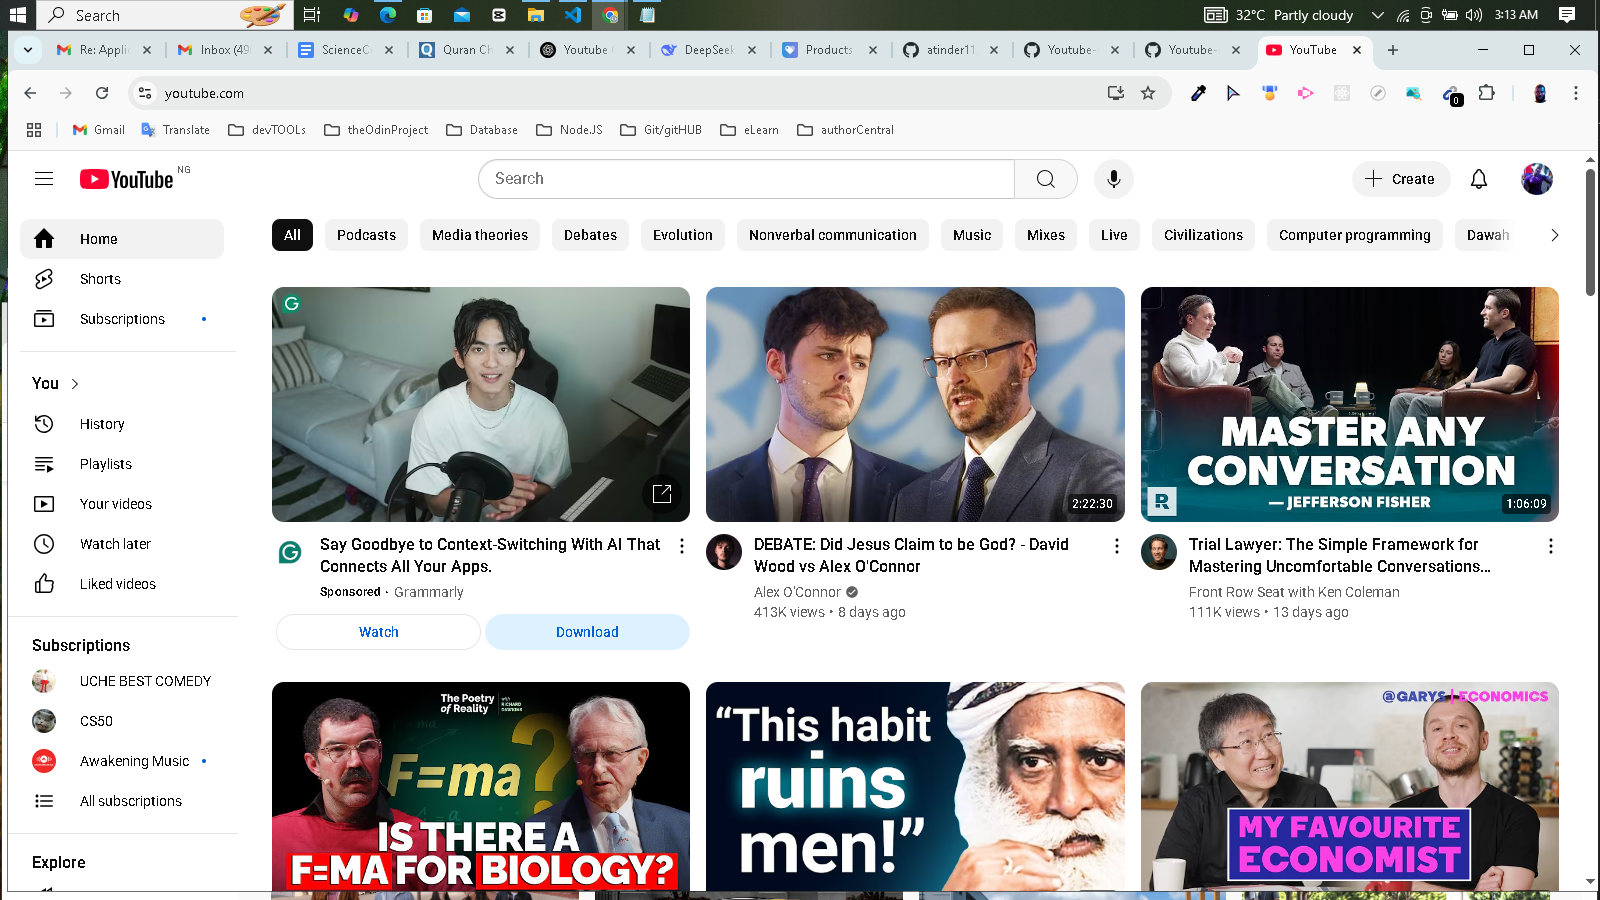 Search
32°C Partly cloudy
3:13 AM
Re: Appli
Inbox (49
ScienceC
Quran Ch
Youtube
DeepSeek
Products
atinder11
Youtube-
Youtube-
YouTube
youtube.com
0
Gmail
Translate
devTOOLs
theOdinProject
Database
NodeJS
Git/gitHUB
eLearn
authorCentral
YouTube NG
Search
Create
Home
Shorts
Subscriptions
You
History
Playlists
Your videos
Watch later
Liked videos
Subscriptions
UCHE BEST COMEDY
CS50
Awakening Music
All subscriptions
Explore
All
Podcasts
Media theories
Debates
Evolution
Nonverbal communication
Music
Mixes
Live
Civilizations
Computer programming
Dawah
Say Goodbye to Context-Switching With AI That
Connects All Your Apps.
Sponsored · Grammarly
Watch
Download
2:22:30
DEBATE: Did Jesus Claim to be God? - David
Wood vs Alex O'Connor
Alex O'Connor
413K views • 8 days ago
MASTER ANY
CONVERSATION
— JEFFERSON FISHER
R
1:06:09
Trial Lawyer: The Simple Framework for
Mastering Uncomfortable Conversations...
Front Row Seat with Ken Coleman
111K views • 13 days ago
The Poetry
of Reality
with
RICHARD
DAWKINS
F=ma
?
IS THERE A
F=MA FOR BIOLOGY?
“This habit
ruins
men!”
@GARYS ECONOMICS
MY FAVOURITE
ECONOMIST